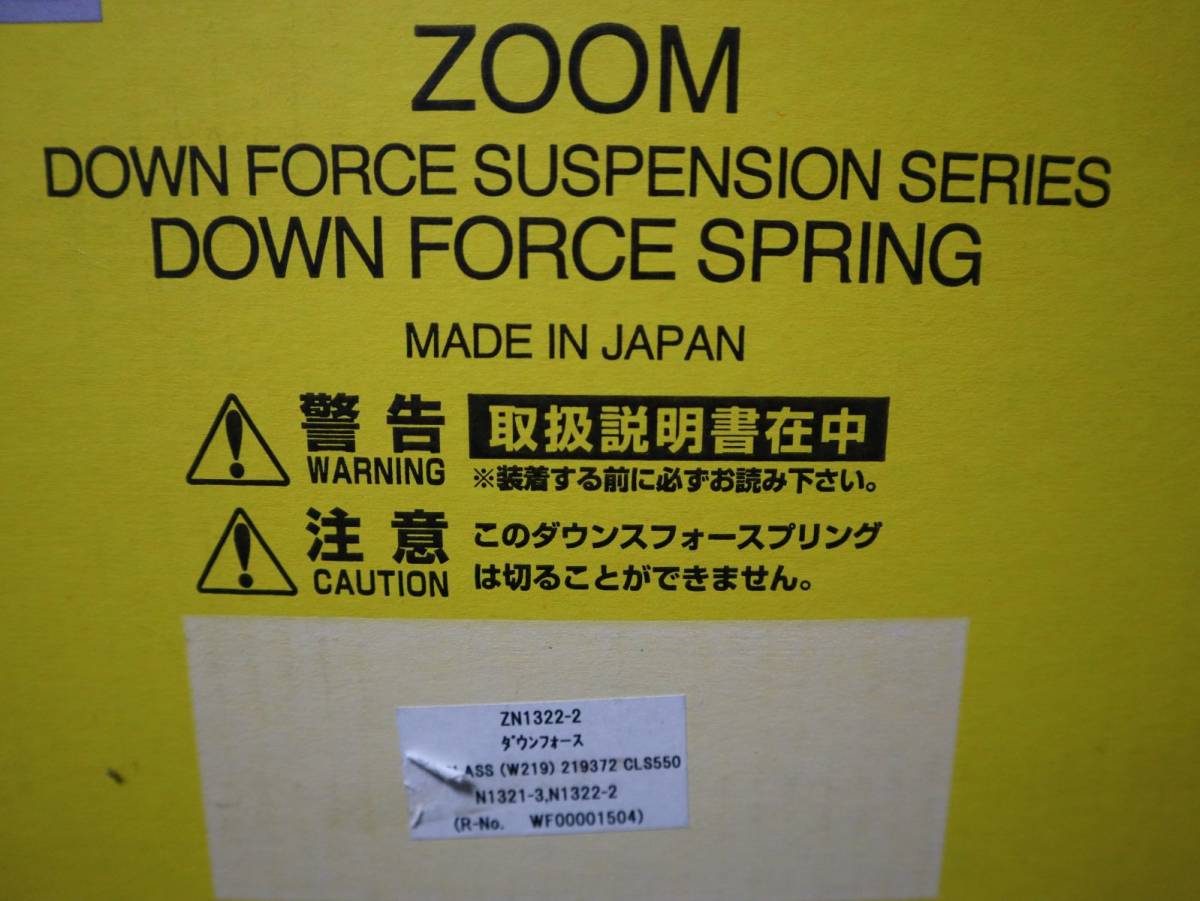 ZOOM
DOWN FORCE SUSPENSION SERIES
DOWN FORCE SPRING
MADE IN JAPAN
警告 取扱説明書在中
WARNING ※装着する前に必ずお読み下さい。
注意 このダウンスフォースプリング
CAUTION は切ることができません。
ZN1322-2
ﾀﾞｳﾝﾌｫｰｽ
(W219) 219372 CLS550
N1321-3,N1322-2
(R-No. WF00001504)